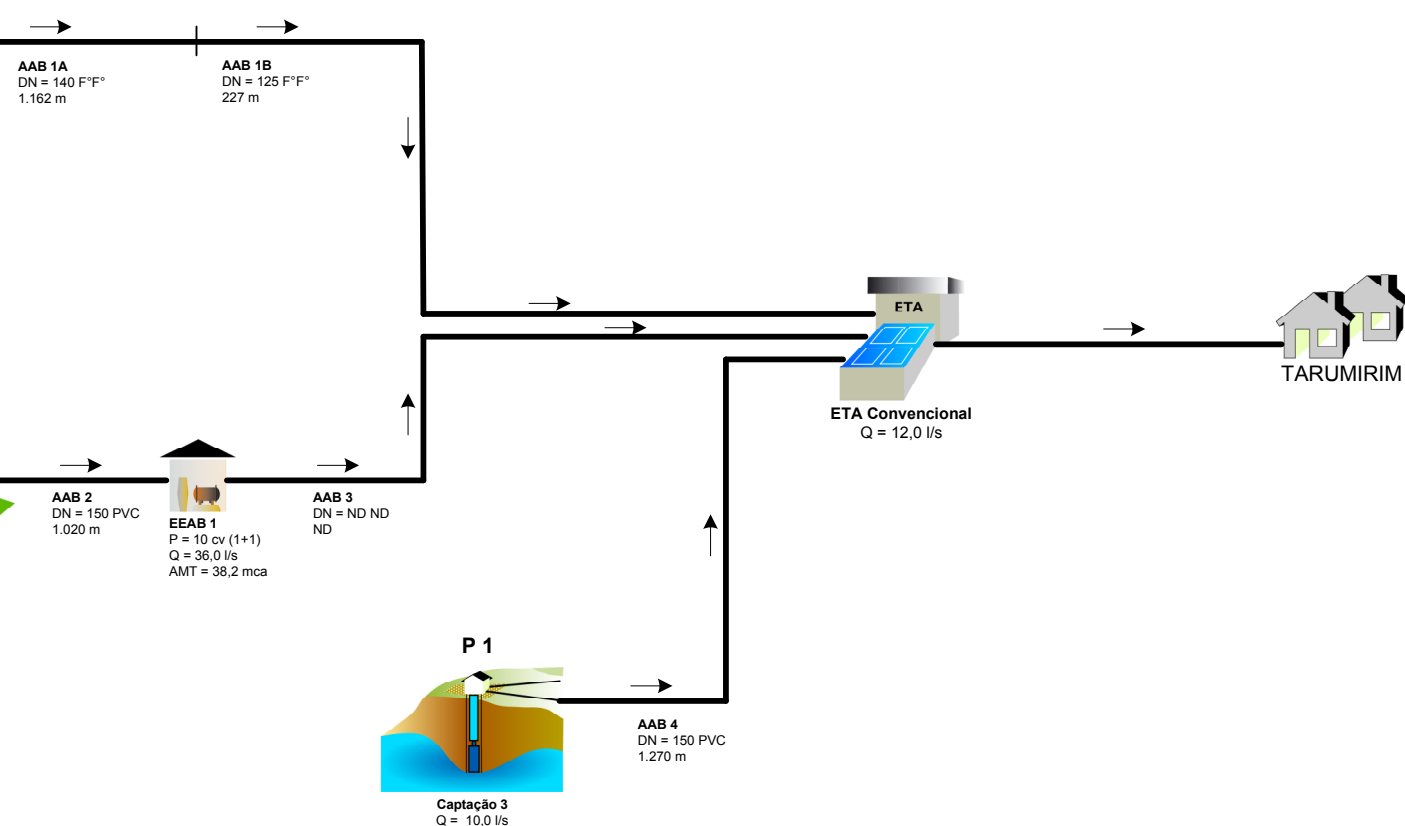 AAB 1A
DN = 140 F°F°
1.162 m
AAB 1B
DN = 125 F°F°
227 m
ETA
ETA Convencional
Q = 12,0 l/s
TARUMIRIM
AAB 2
DN = 150 PVC
1.020 m
EEAB 1
P = 10 cv (1+1)
Q = 36,0 l/s
AMT = 38,2 mca
AAB 3
DN = ND ND
ND
P 1
AAB 4
DN = 150 PVC
1.270 m
Captação 3
Q = 10,0 l/s